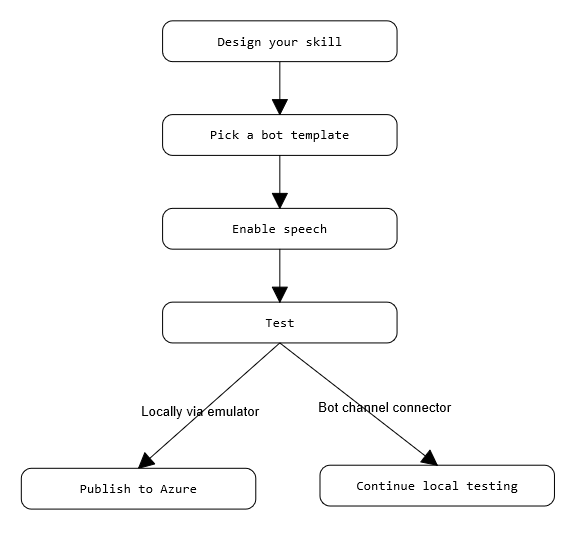 Design your skill
Pick a bot template
Enable speech
Test
Locally via emulator
Bot channel connector
Publish to Azure
Continue local testing